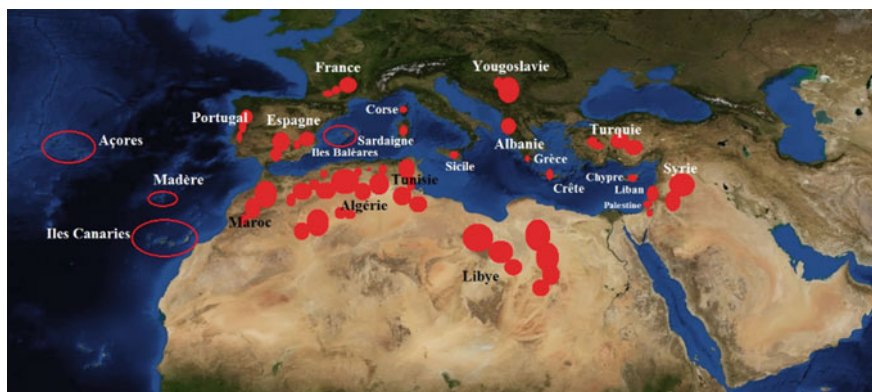 France
Yougoslavie
Portugal
Espagne
Corse
Açores
Iles Baléares
Sardaigne
Albanie
Turquie
Grèce
Sicile
Madère
Tunisie
Crête
Chypre
Syrie
Liban
Palestine
Maroc
Algérie
Iles Canaries
Libye